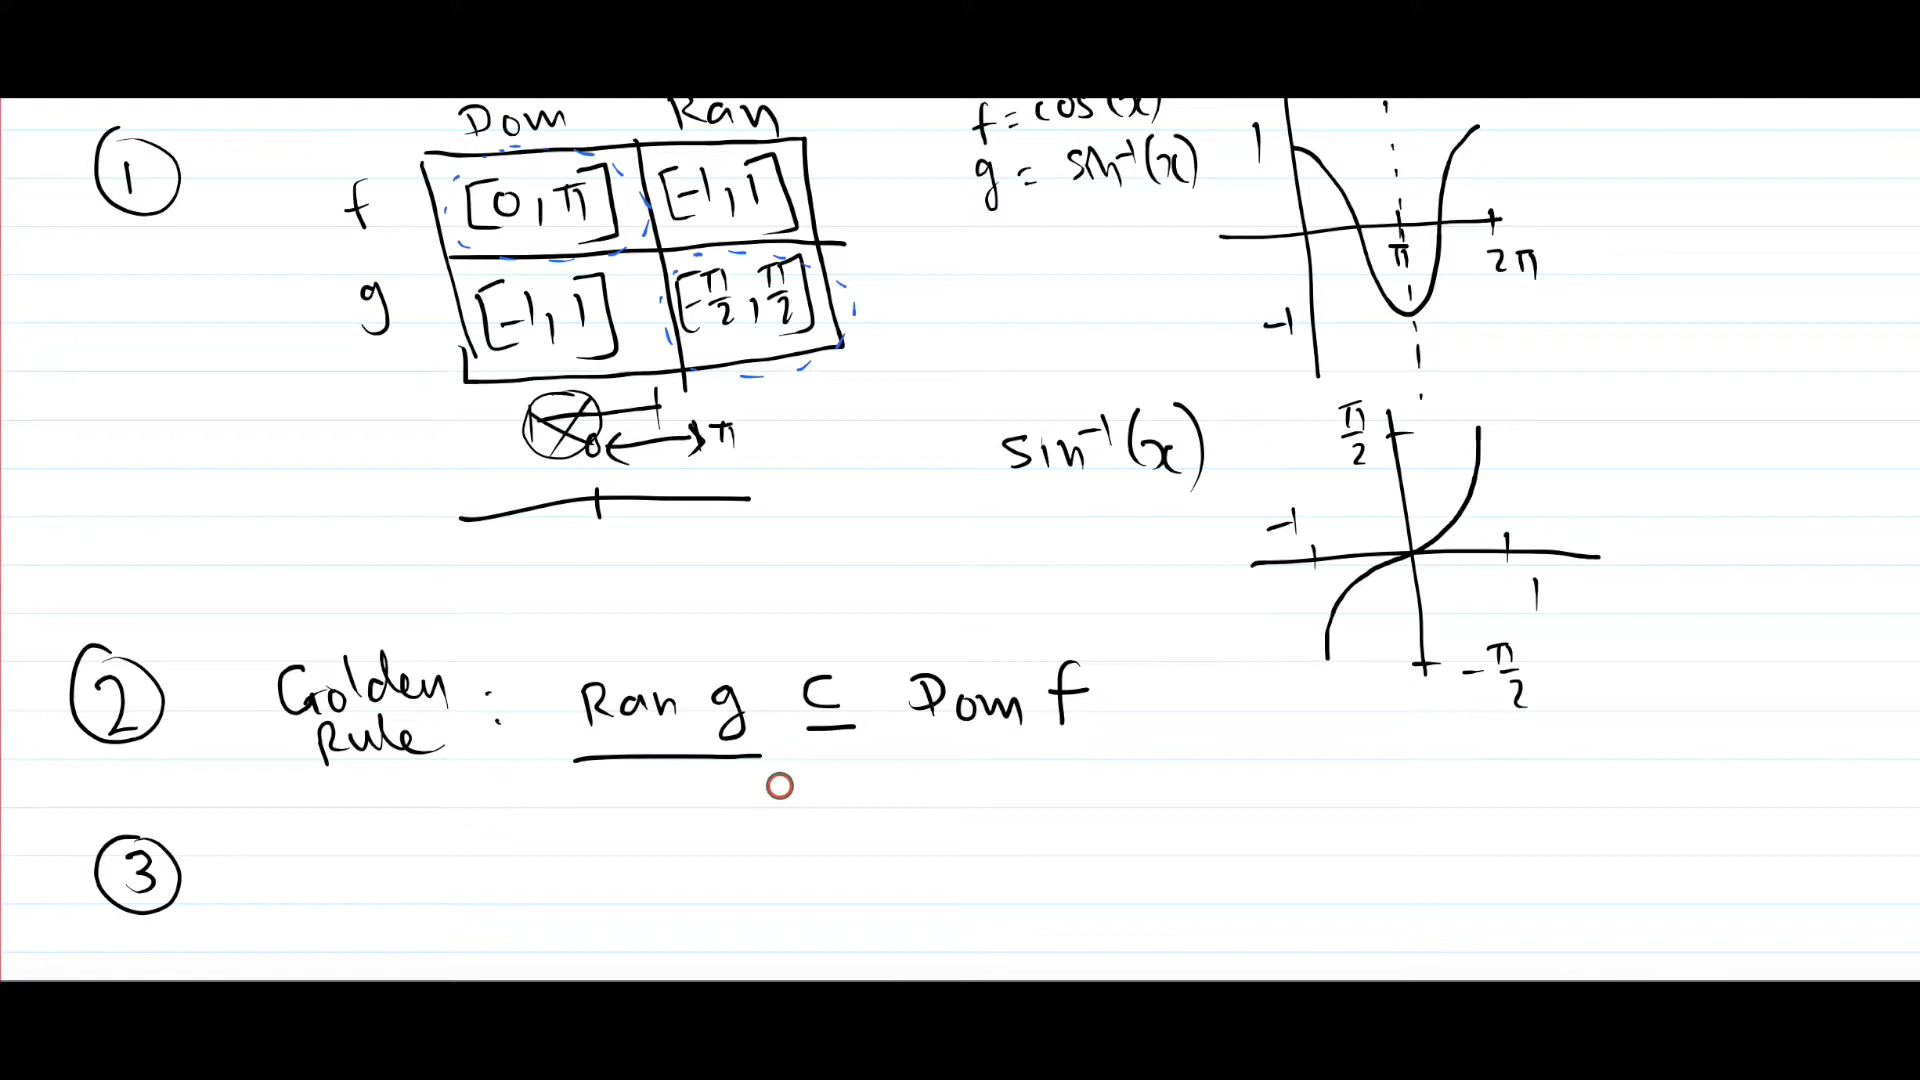 Dom Ran
① f [0, π] [-1, 1]
g [-1, 1] [-π/2, π/2]
0 π
f = cos(x)
g = sin⁻¹(x)
1
π 2π
-1
sin⁻¹(x)
π/2
-1
1
-π/2
② Golden Rule : Ran g ⊆ Dom f
③